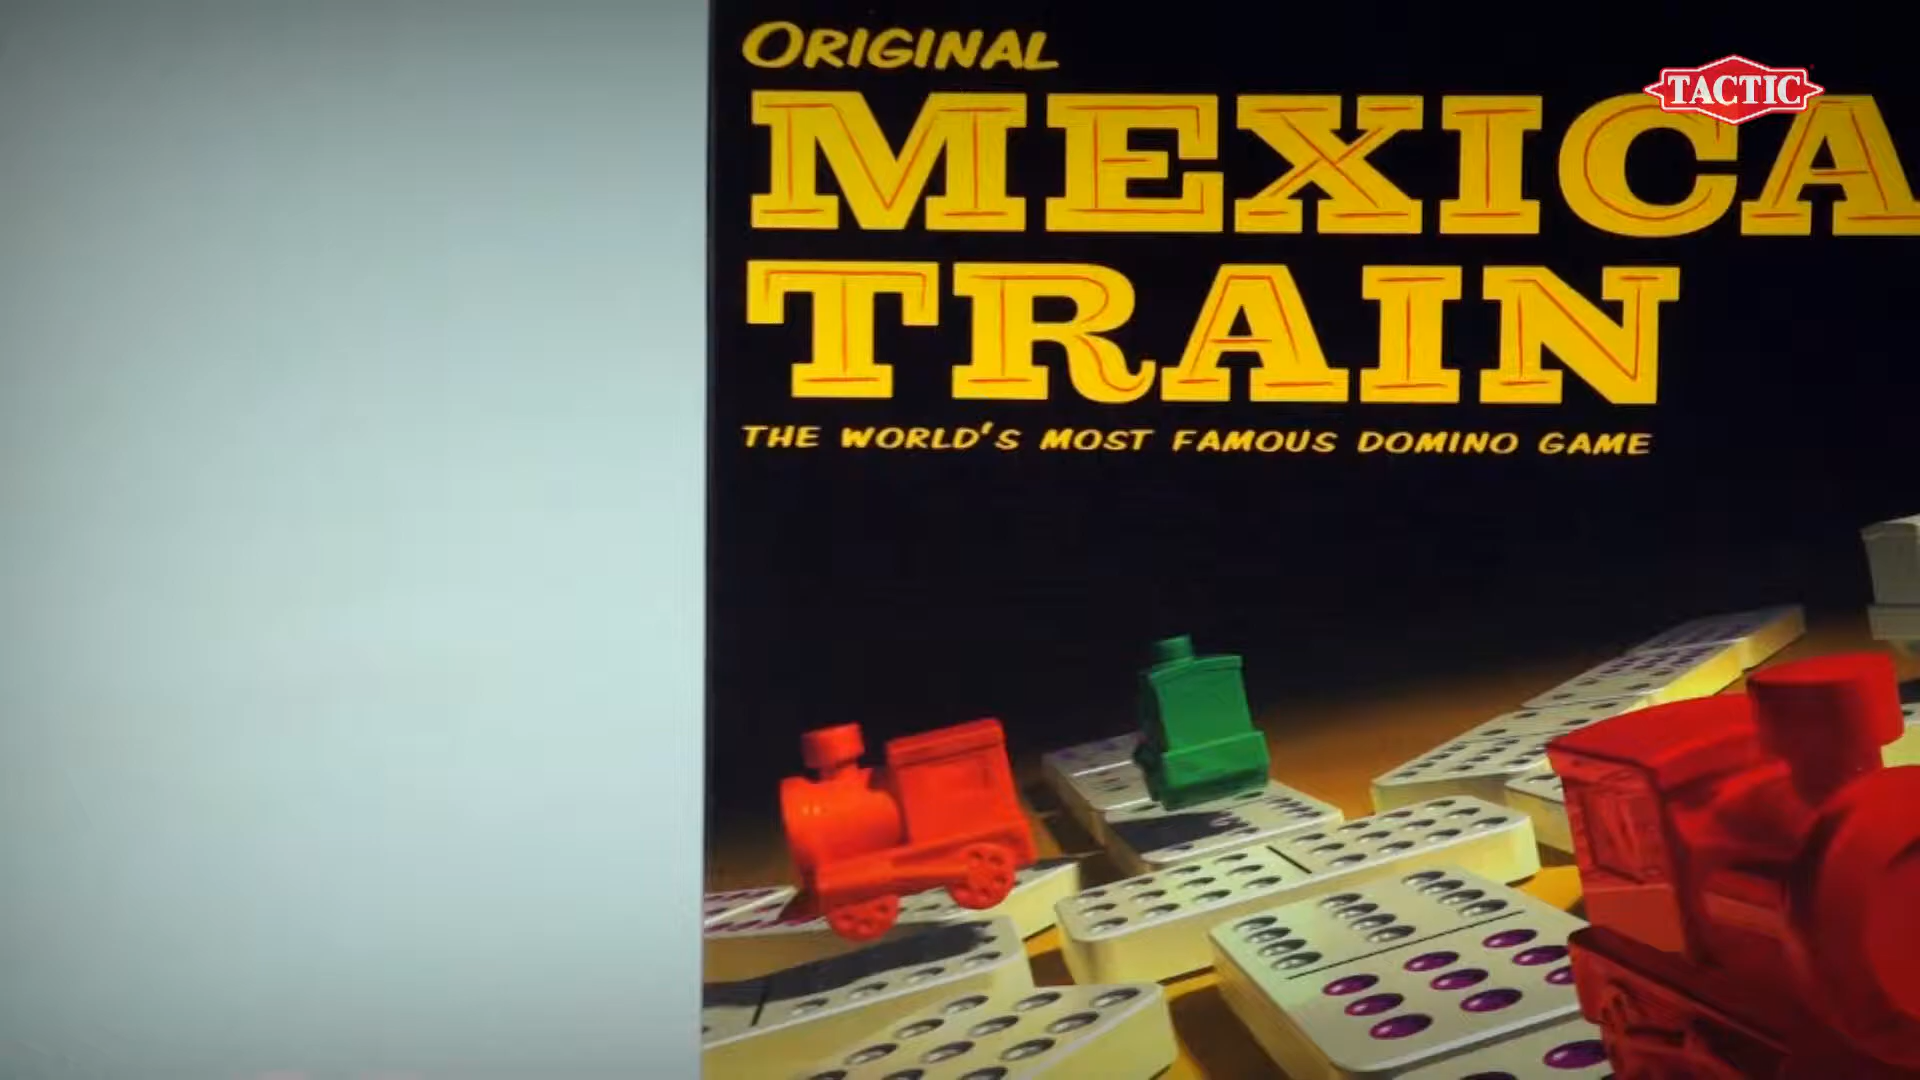 ORIGINAL
TACTIC
MEXICA
TRAIN
THE WORLD'S MOST FAMOUS DOMINO GAME